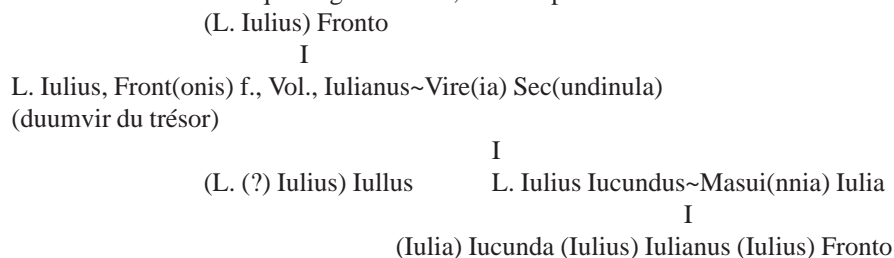 (L. Iulius) Fronto
I
L. Iulius, Front(onis) f., Vol., Iulianus~Vire(ia) Sec(undinula)
(duumvir du trésor)
I
(L. (?) Iulius) Iullus L. Iulius Iucundus~Masui(nnia) Iulia
I
(Iulia) Iucunda (Iulius) Iulianus (Iulius) Fronto